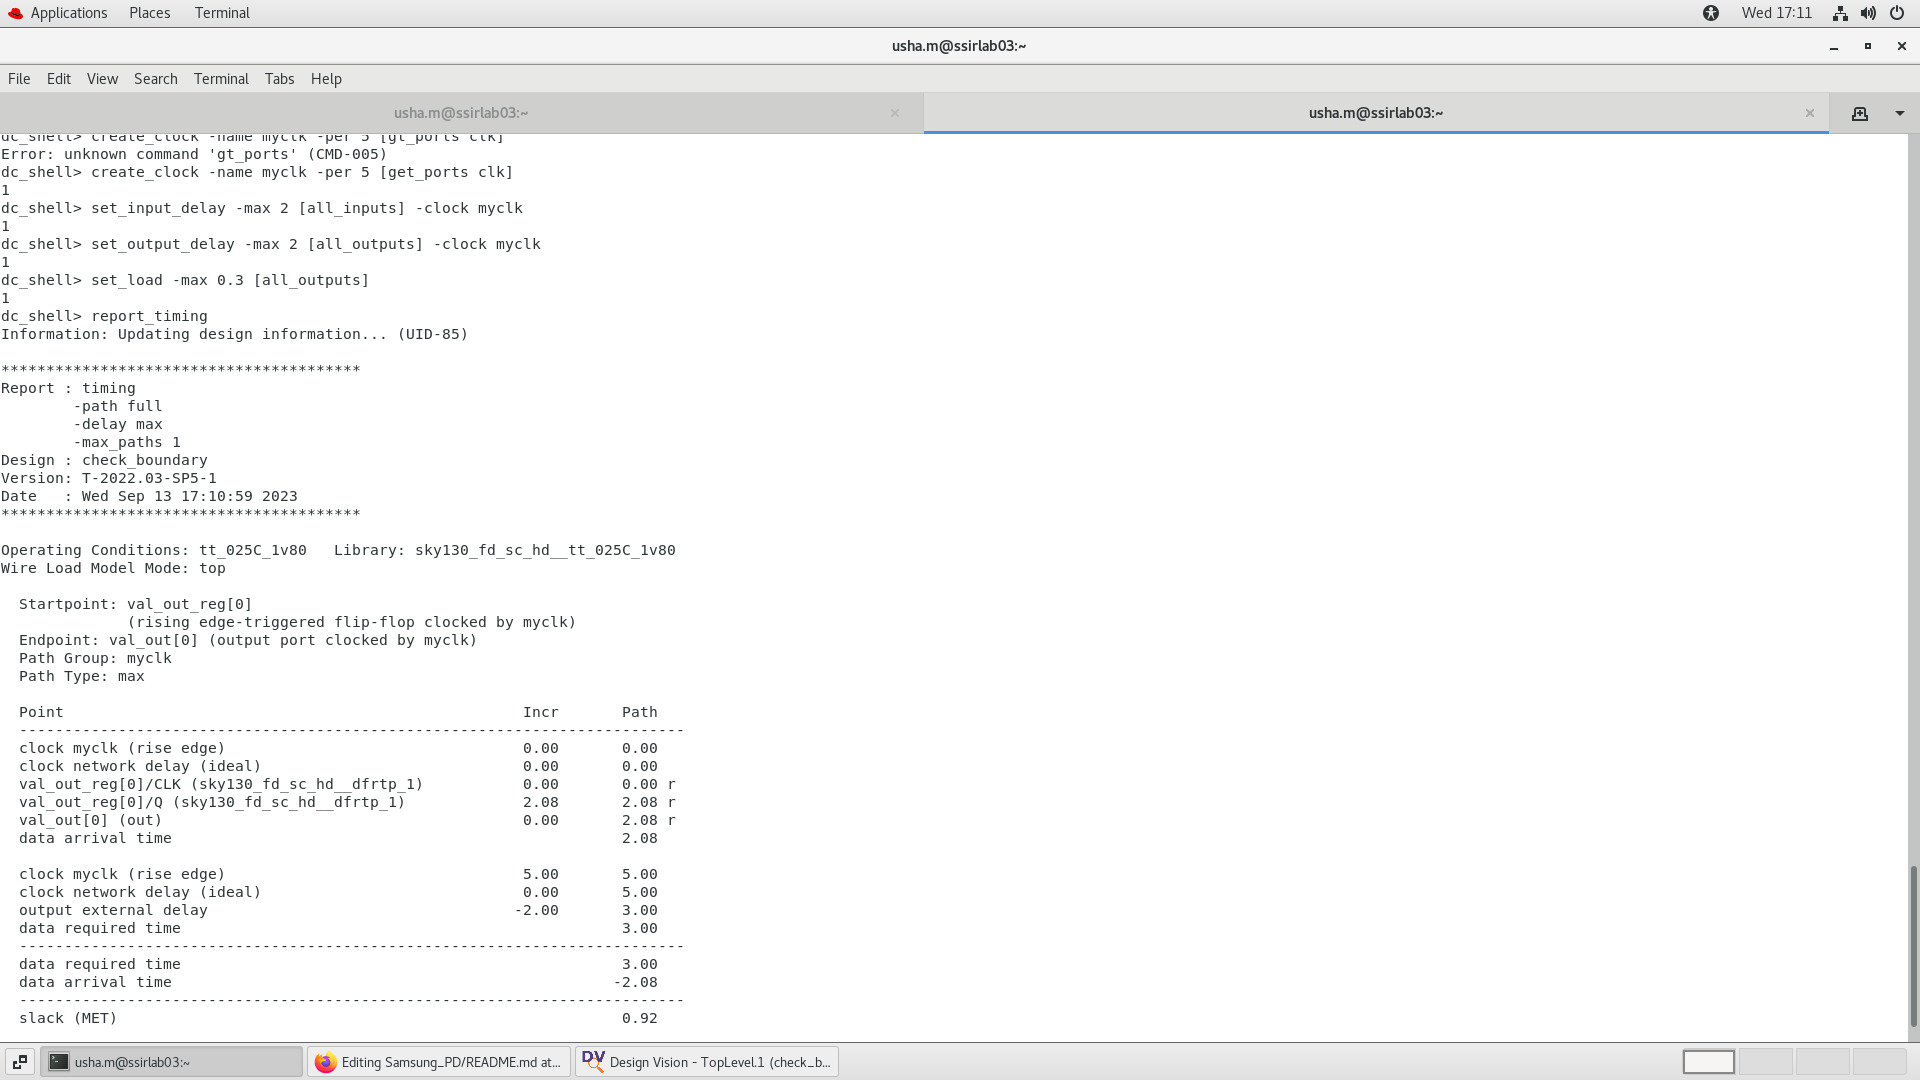 Applications Places Terminal Wed 17:11
usha.m@ssirlab03:~
File Edit View Search Terminal Tabs Help
usha.m@ssirlab03:~ × usha.m@ssirlab03:~ ×
dc_shell> create_clock -name myclk -per 5 [gt_ports clk]
Error: unknown command 'gt_ports' (CMD-005)
dc_shell> create_clock -name myclk -per 5 [get_ports clk]
1
dc_shell> set_input_delay -max 2 [all_inputs] -clock myclk
1
dc_shell> set_output_delay -max 2 [all_outputs] -clock myclk
1
dc_shell> set_load -max 0.3 [all_outputs]
1
dc_shell> report_timing
Information: Updating design information... (UID-85)
****************************************
Report : timing
-path full
-delay max
-max_paths 1
Design : check_boundary
Version: T-2022.03-SP5-1
Date   : Wed Sep 13 17:10:59 2023
****************************************
Operating Conditions: tt_025C_1v80   Library: sky130_fd_sc_hd__tt_025C_1v80
Wire Load Model Mode: top
Startpoint: val_out_reg[0]
(rising edge-triggered flip-flop clocked by myclk)
Endpoint: val_out[0] (output port clocked by myclk)
Path Group: myclk
Path Type: max
Point                                                   Incr       Path
--------------------------------------------------------------------------
clock myclk (rise edge)                                 0.00       0.00
clock network delay (ideal)                             0.00       0.00
val_out_reg[0]/CLK (sky130_fd_sc_hd__dfrtp_1)           0.00       0.00 r
val_out_reg[0]/Q (sky130_fd_sc_hd__dfrtp_1)             2.08       2.08 r
val_out[0] (out)                                        0.00       2.08 r
data arrival time                                                  2.08
clock myclk (rise edge)                                 5.00       5.00
clock network delay (ideal)                             0.00       5.00
output external delay                                  -2.00       3.00
data required time                                                 3.00
--------------------------------------------------------------------------
data required time                                                 3.00
data arrival time                                                 -2.08
--------------------------------------------------------------------------
slack (MET)                                                        0.92
usha.m@ssirlab03:~ Editing Samsung_PD/README.md at... DV Design Vision - TopLevel.1 (check_b...